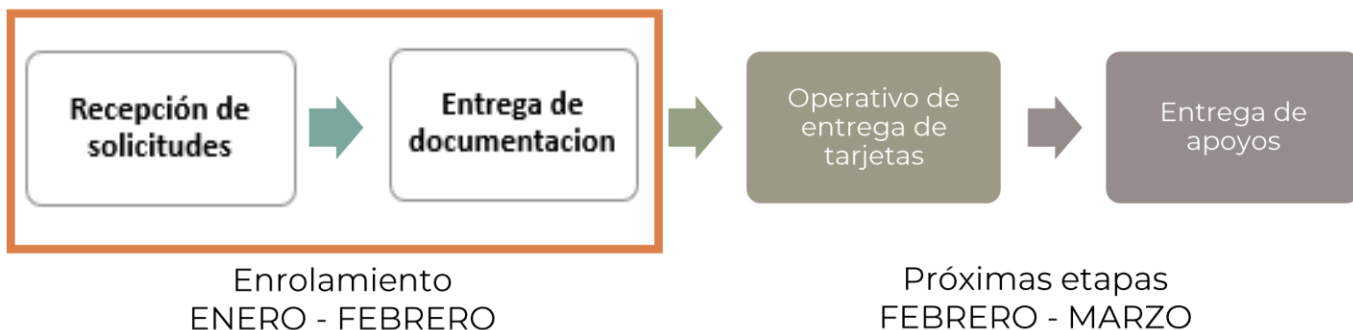 Recepción de
solicitudes
Entrega de
documentacion
Operativo de
entrega de
tarjetas
Entrega de
apoyos
Enrolamiento
ENERO - FEBRERO
Próximas etapas
FEBRERO - MARZO